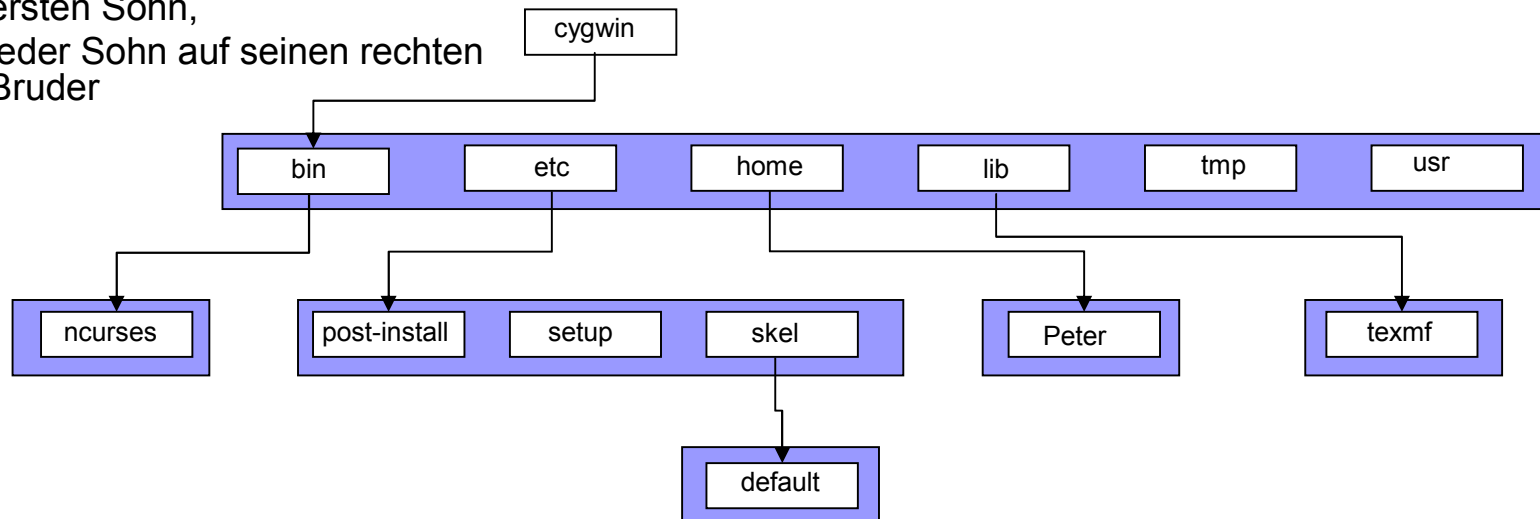 ersten Sohn,
eder Sohn auf seinen rechten
Bruder
cygwin
bin
etc
home
lib
tmp
usr
ncurses
post-install
setup
skel
Peter
texmf
default